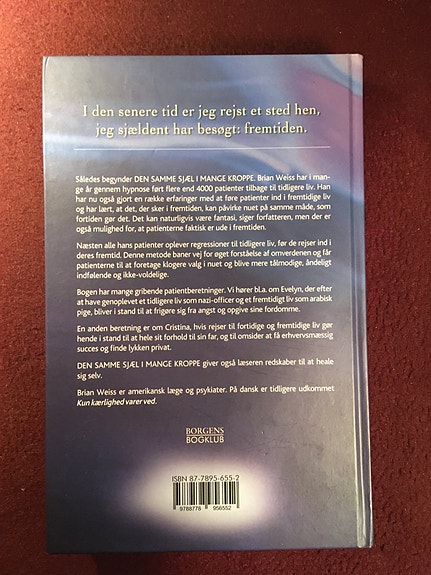 I den senere tid er jeg rejst et sted hen,
jeg sjældent har besøgt: fremtiden.
Således begynder DEN SAMME SJÆL I MANGE KROPPE. Brian Weiss har i man-
ge år gennem hypnose ført flere end 4000 patienter tilbage til tidligere liv. Han
har nu også gjort en række erfaringer med at føre patienter ind i fremtidige liv
og har lært, at det, der sker i fremtiden, kan påvirke nuet på samme måde, som
fortiden gør det. Det kan naturligvis være fantasi, siger forfatteren, men der er
også mulighed for, at patienterne faktisk er ude i fremtiden.
Næsten alle hans patienter oplever regressioner til tidligere liv, før de rejser ind i
deres fremtid. Denne metode baner vej for øget forståelse af omverdenen og får
patienterne til at foretage klogere valg i nuet og blive mere tålmodige, åndeligt
indfølende og ikke-voldelige.
Bogen har mange gribende patientberetninger. Vi hører bl.a. om Evelyn, der efter
at have genoplevet et tidligere liv som nazi-officer og et fremtidigt liv som arabisk
pige, bliver i stand til at frigøre sig fra angst og opgive sine fordomme.
En anden beretning er om Cristina, hvis rejser til fortidige og fremtidige liv gør
hende i stand til at hele sit forhold til sin far, og til omsider at få erhvervsmæssig
succes og finde lykken privat.
DEN SAMME SJÆL I MANGE KROPPE giver også læseren redskaber til at heale
sig selv.
Brian Weiss er amerikansk læge og psykiater. På dansk er tidligere udkommet
Kun kærlighed varer ved.
BORGENS
BOGKLUB
ISBN 87-7895-655-2
9788778 956552